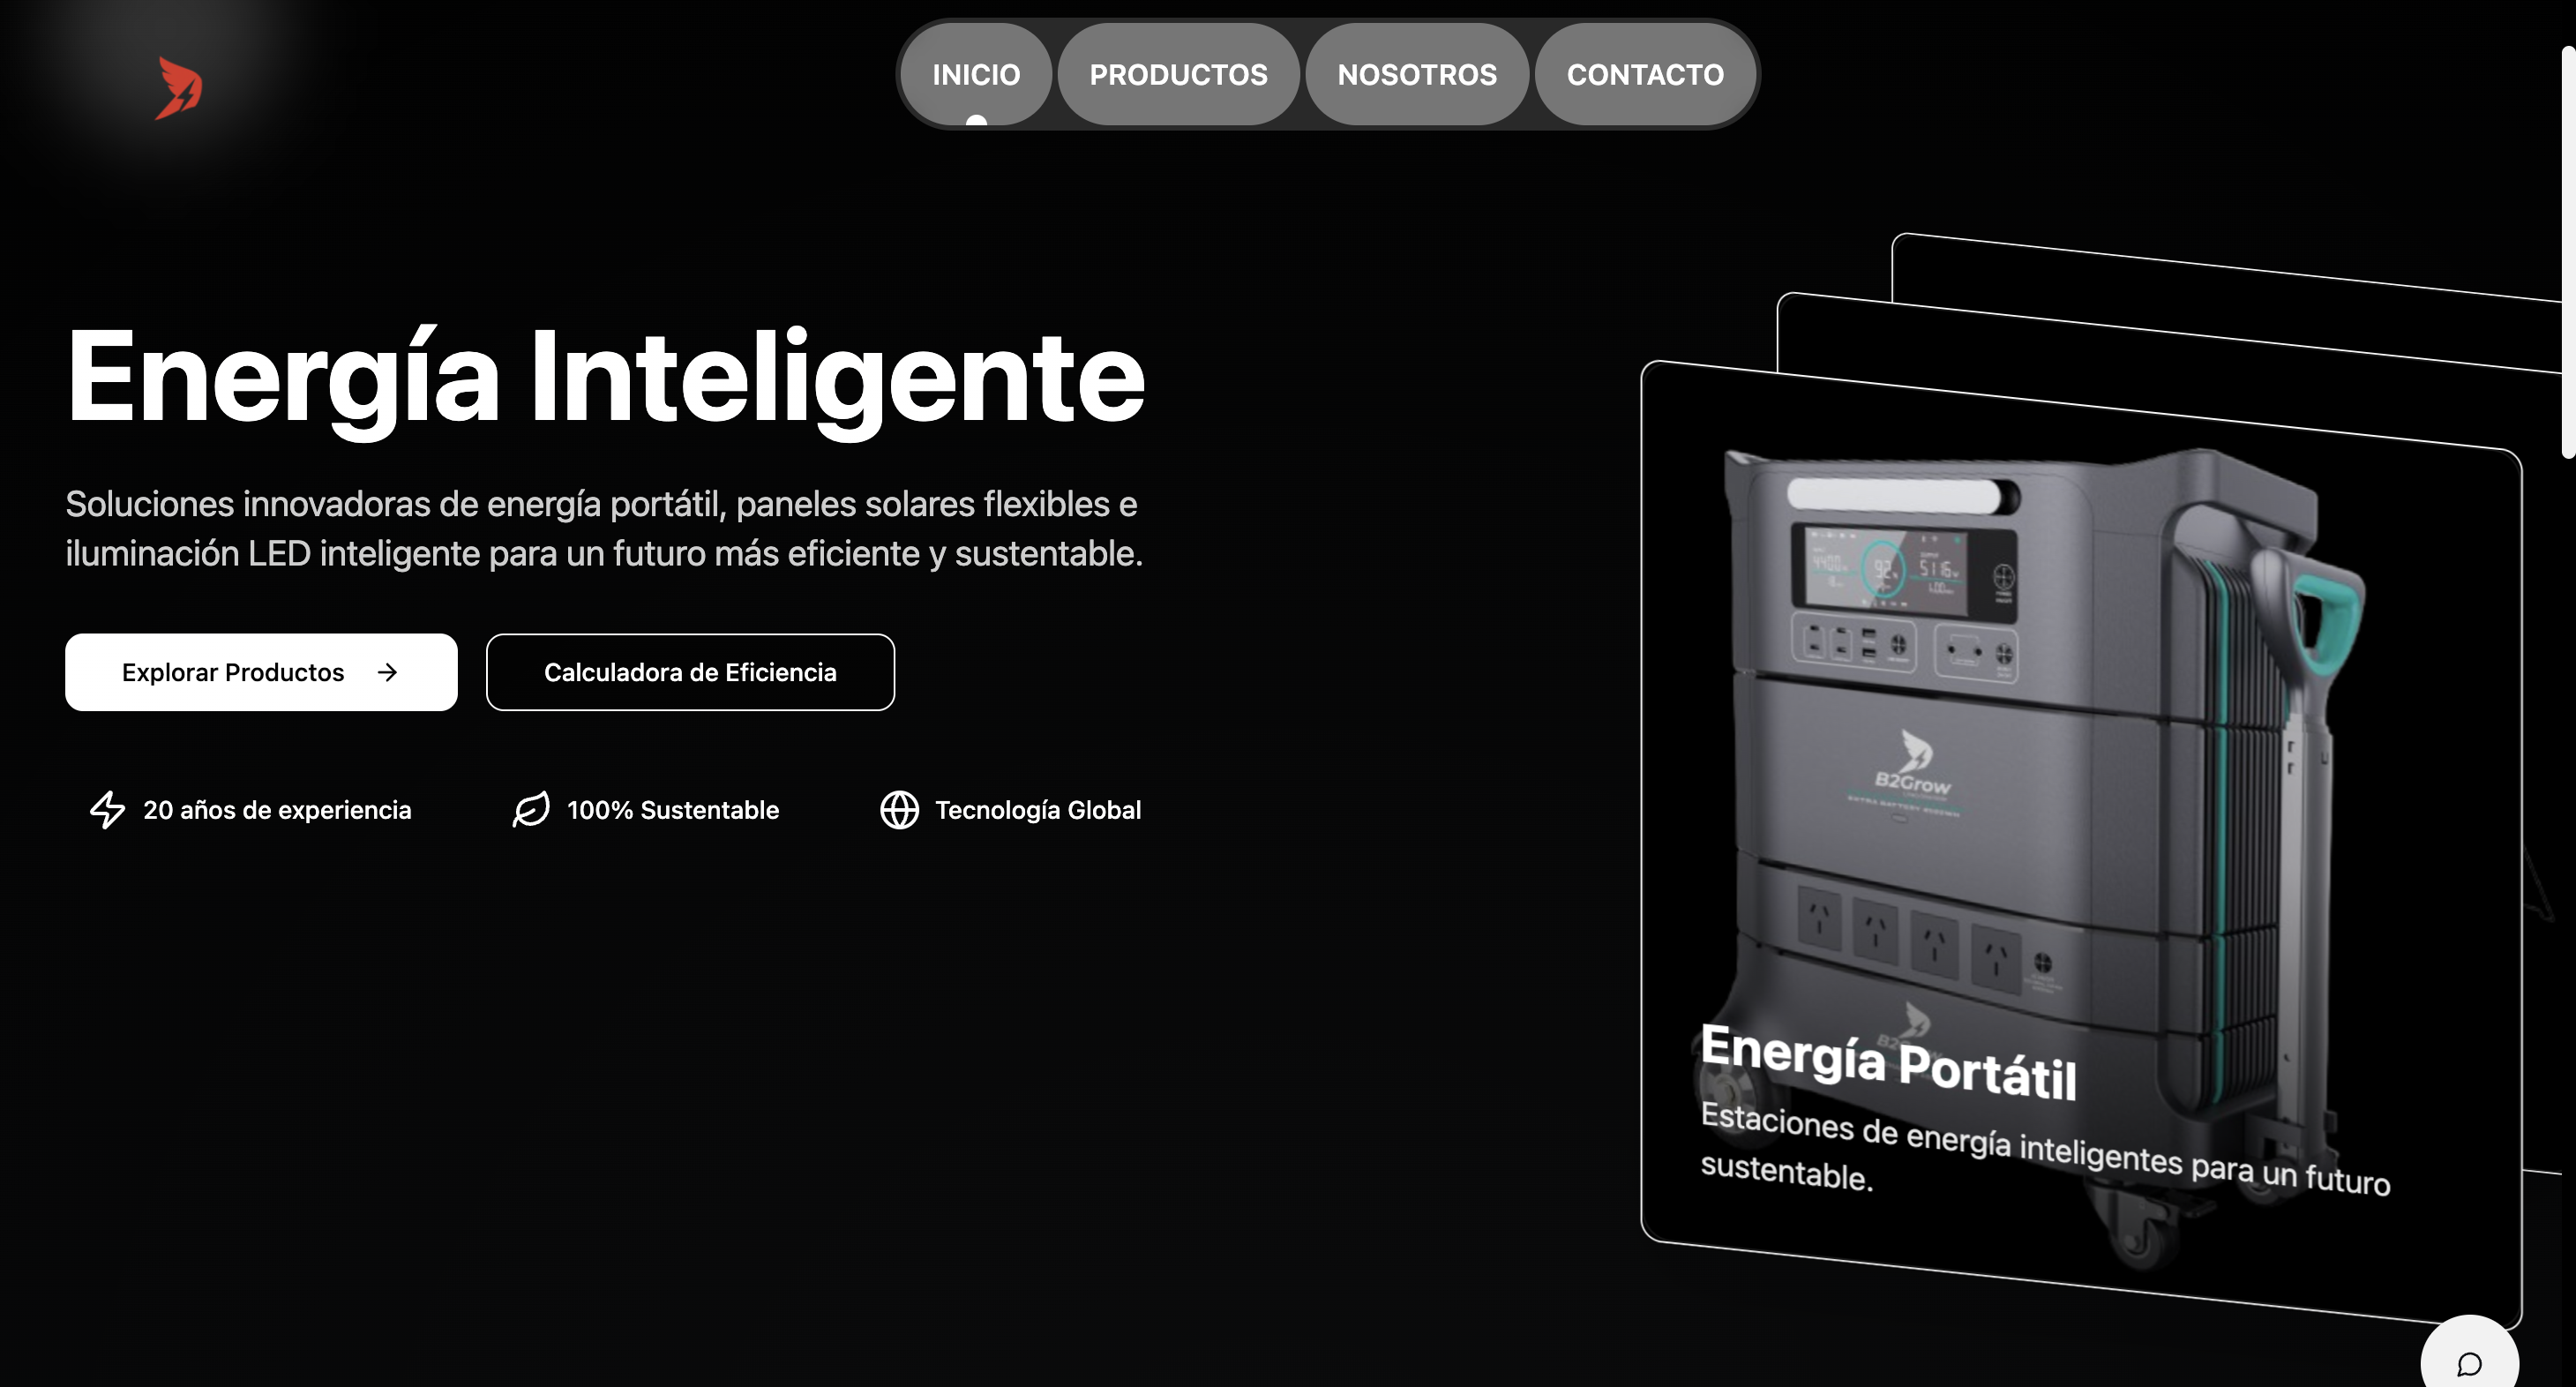 INICIO
PRODUCTOS
NOSOTROS
CONTACTO
Energía Inteligente
Soluciones innovadoras de energía portátil, paneles solares flexibles e
iluminación LED inteligente para un futuro más eficiente y sustentable.
Explorar Productos
Calculadora de Eficiencia
20 años de experiencia
100% Sustentable
Tecnología Global
B2Grow
Energía Portátil
Estaciones de energía inteligentes para un futuro
sustentable.